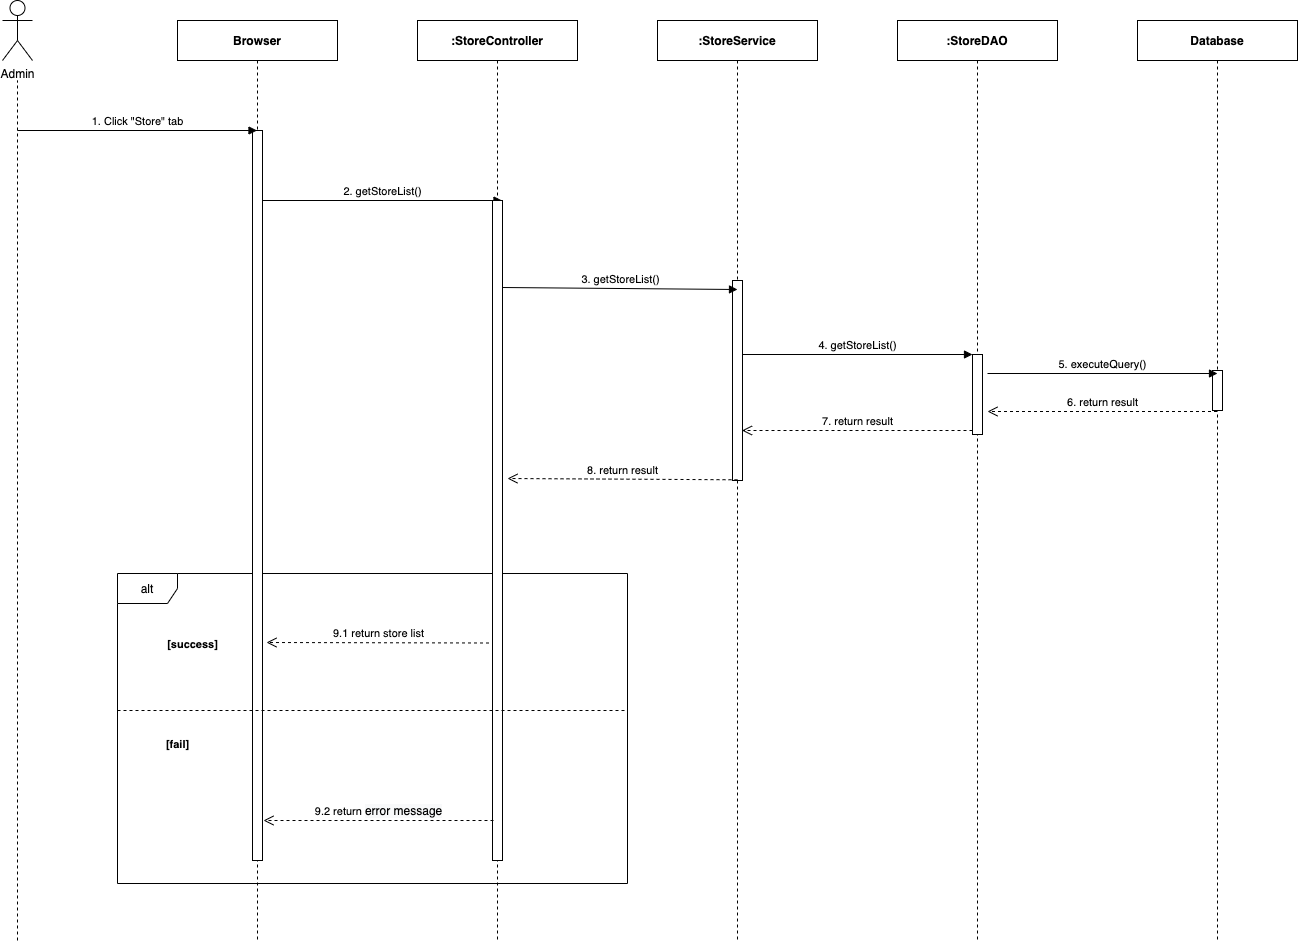 Admin
Browser
:StoreController
:StoreService
:StoreDAO
Database
1. Click "Store" tab
2. getStoreList()
3. getStoreList()
4. getStoreList()
5. executeQuery()
6. return result
7. return result
8. return result
alt
9.1 return store list
[success]
[fail]
9.2 return error message